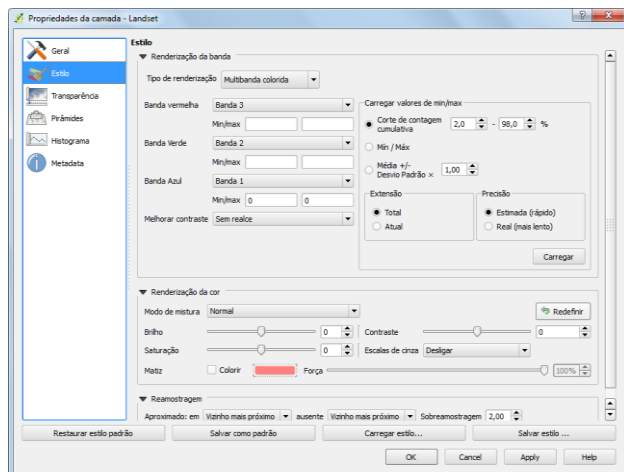 Propriedades da camada - Landset
Geral
Estilo
Transparência
Pirâmides
Histograma
Metadata
Estilo
Renderização da banda
Tipo de renderização Multibanda colorida
Banda vermelha Banda 3
Min/max
Banda Verde Banda 2
Min/max
Banda Azul Banda 1
Min/max 0 0
Melhorar contraste Sem realce
Carregar valores de min/max
Corte de contagem cumulativa 2,0 - 98,0 %
Mín / Máx
Média +/- Desvio Padrão × 1,00
Extensão
Total
Atual
Precisão
Estimada (rápido)
Real (mais lento)
Carregar
Renderização da cor
Modo de mistura Normal
Redefinir
Brilho 0 Contraste 0
Saturação 0 Escalas de cinza Desligar
Matiz Colorir Força 100%
Reamostragem
Aproximado: em Vizinho mais próximo ausente Vizinho mais próximo Sobreamostragem 2,00
Restaurar estilo padrão Salvar como padrão Carregar estilo... Salvar estilo ...
OK Cancel Apply Help